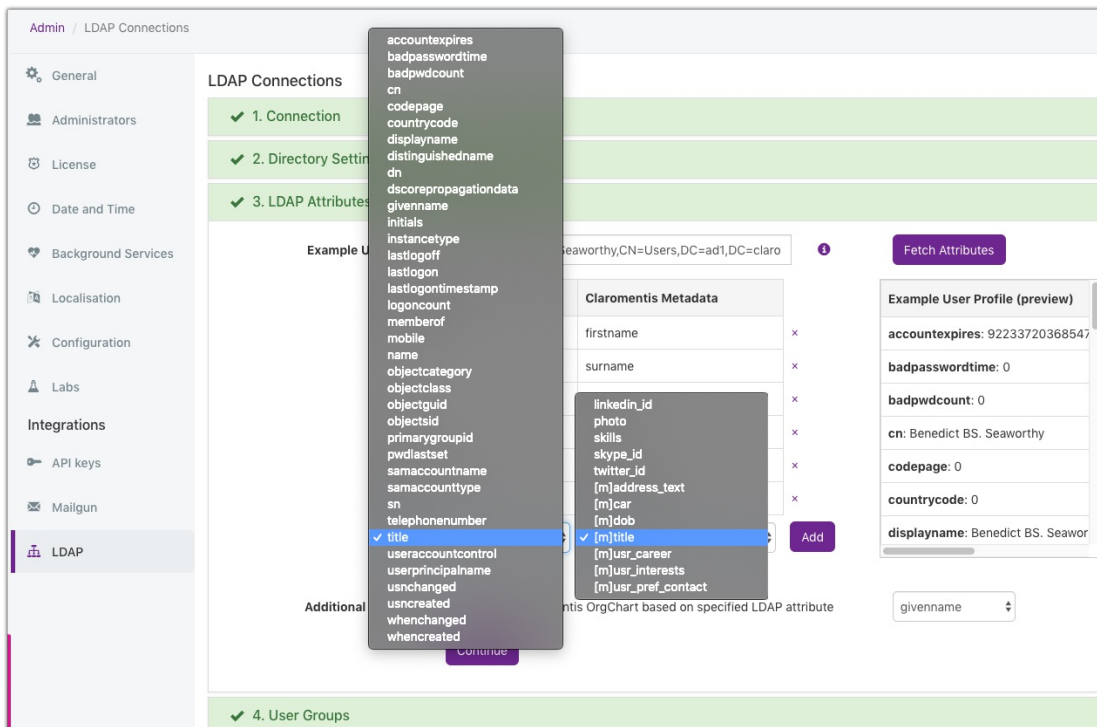 Admin / LDAP Connections
General
Administrators
License
Date and Time
Background Services
Localisation
Configuration
Labs
Integrations
API keys
Mailgun
LDAP
LDAP Connections
1. Connection
2. Directory Settin
3. LDAP Attributes
Example U
eaworthy,CN=Users,DC=ad1,DC=claro
Fetch Attributes
accountexpires
badpasswordtime
badpwdcount
cn
codepage
countrycode
displayname
distinguishedname
dn
dscorepropagationdata
givenname
initials
instancetype
lastlogoff
lastlogon
lastlogontimestamp
logoncount
memberof
mobile
name
objectcategory
objectclass
objectguid
objectsid
primarygroupid
pwdlastset
samaccountname
samaccounttype
sn
telephonenumber
title
useraccountcontrol
userprincipalname
usnchanged
usncreated
whenchanged
whencreated
Claromentis Metadata
firstname
surname
linkedin_id
photo
skills
skype_id
twitter_id
[m]address_text
[m]car
[m]dob
[m]title
[m]usr_career
[m]usr_interests
[m]usr_pref_contact
Add
Example User Profile (preview)
accountexpires: 92233720368547
badpasswordtime: 0
badpwdcount: 0
cn: Benedict BS. Seaworthy
codepage: 0
countrycode: 0
displayname: Benedict BS. Seawor
Additional
ntis OrgChart based on specified LDAP attribute
givenname
Continue
4. User Groups